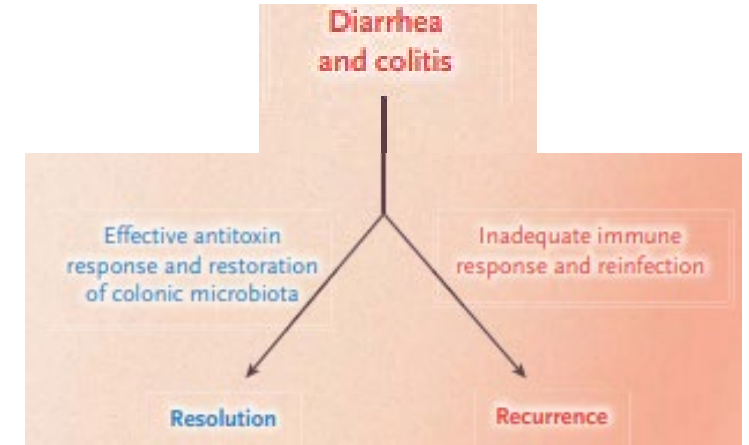 Diarrhea
and colitis
Effective antitoxin
response and restoration
of colonic microbiota
Inadequate immune
response and reinfection
Resolution
Recurrence